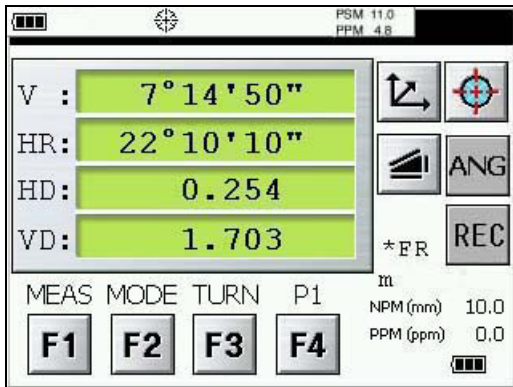 PSM 11.0
PPM 4.8
V : 7°14'50"
HR: 22°10'10"
HD: 0.254
VD: 1.703
ANG
REC
*FR
m
NPM (mm) 10.0
PPM (ppm) 0.0
MEAS MODE TURN P1
F1 F2 F3 F4